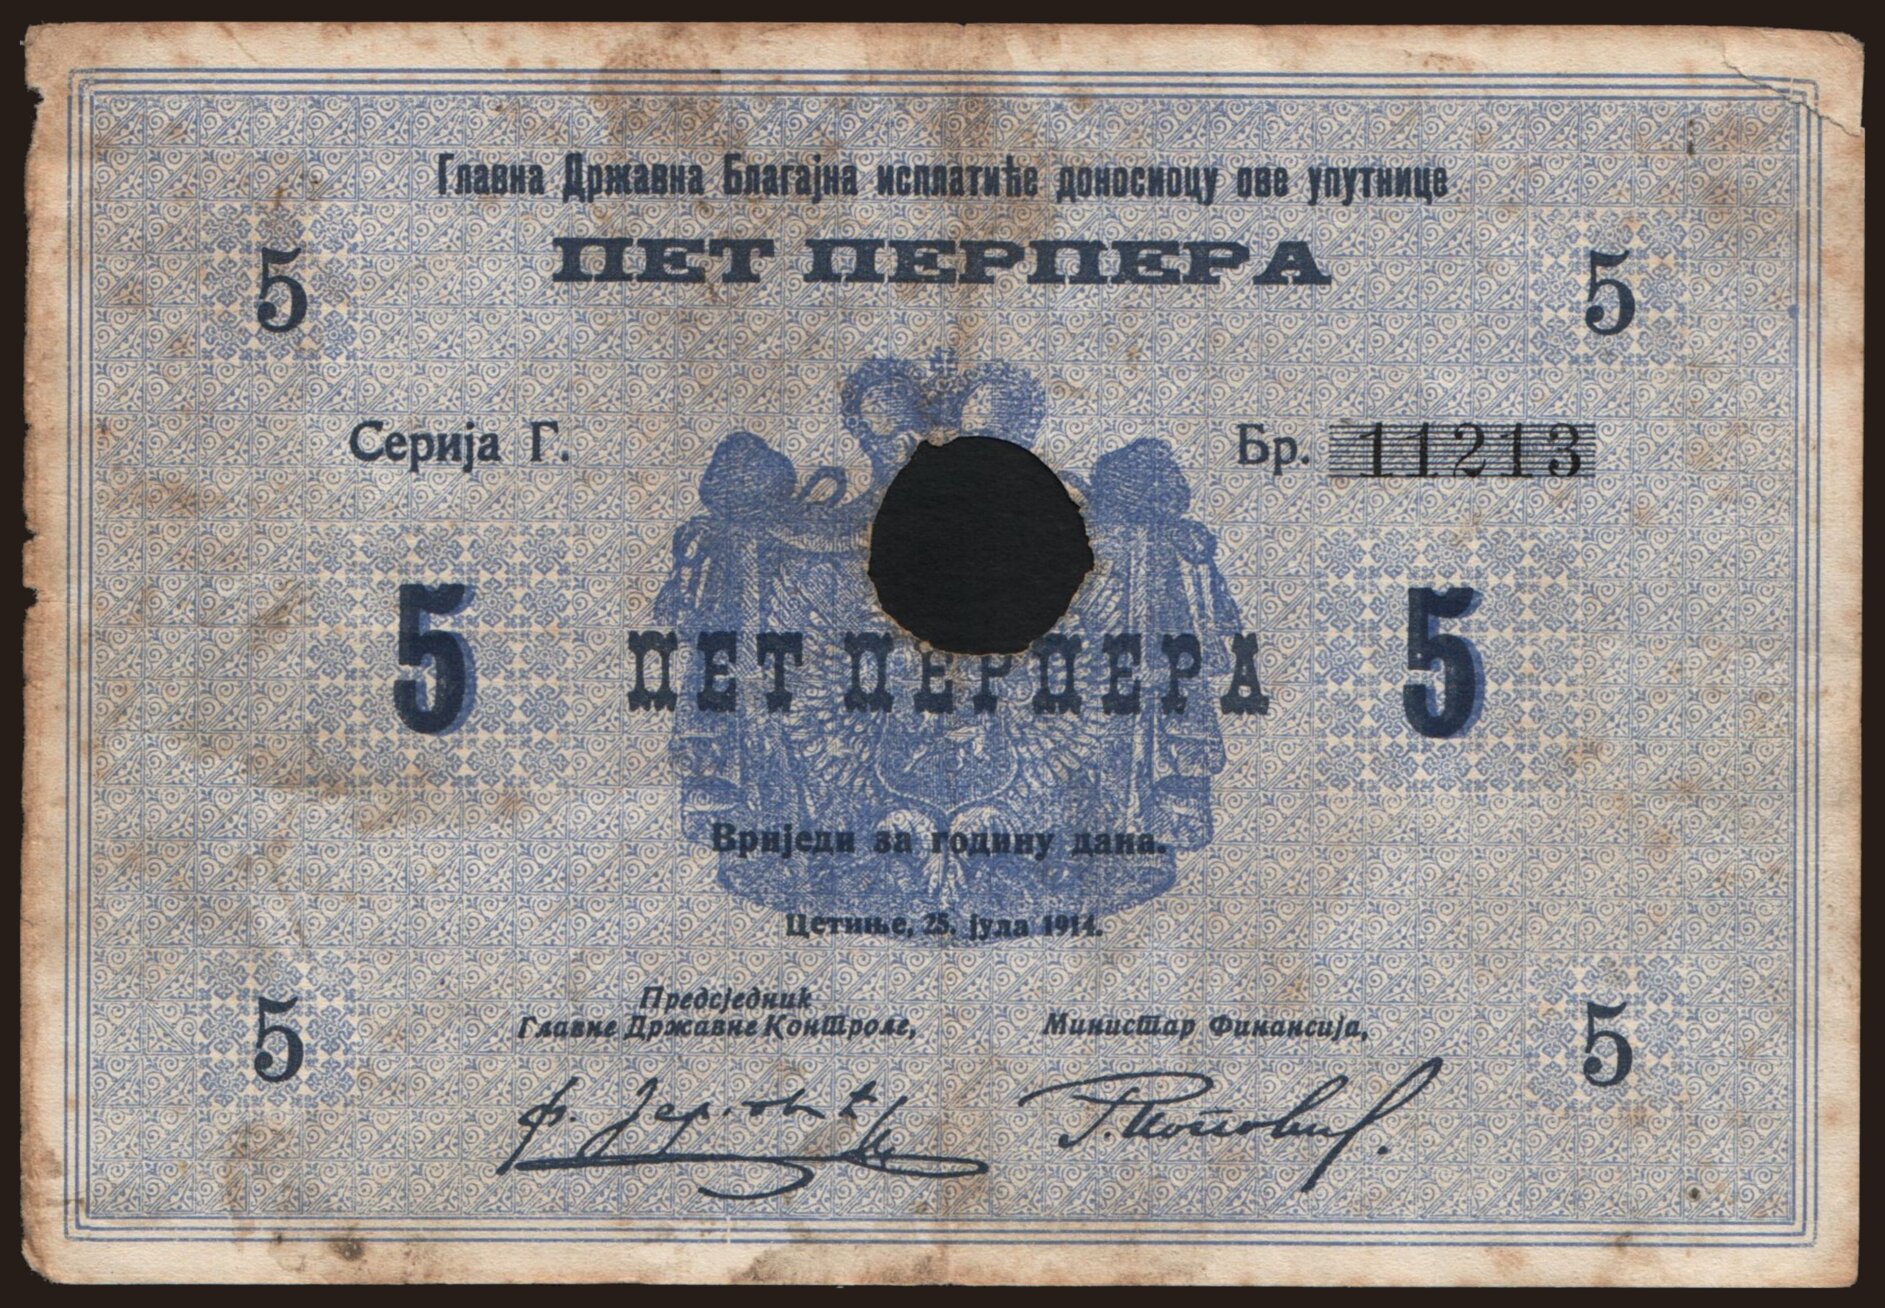 Главна Државна Благајна исплатиће доносиоцу ове упутнице
ПЕТ ПЕРПЕРА
5 5
Серија Г. Бр. 11213
5 5
ПЕТ ПЕРПЕРА
Вриједи за годину дана.
Цетиње, 25. јула 1914.
Предсједник
Главне Државне Контроле,
Министар Финансија,
5 5
Р. Поповић.